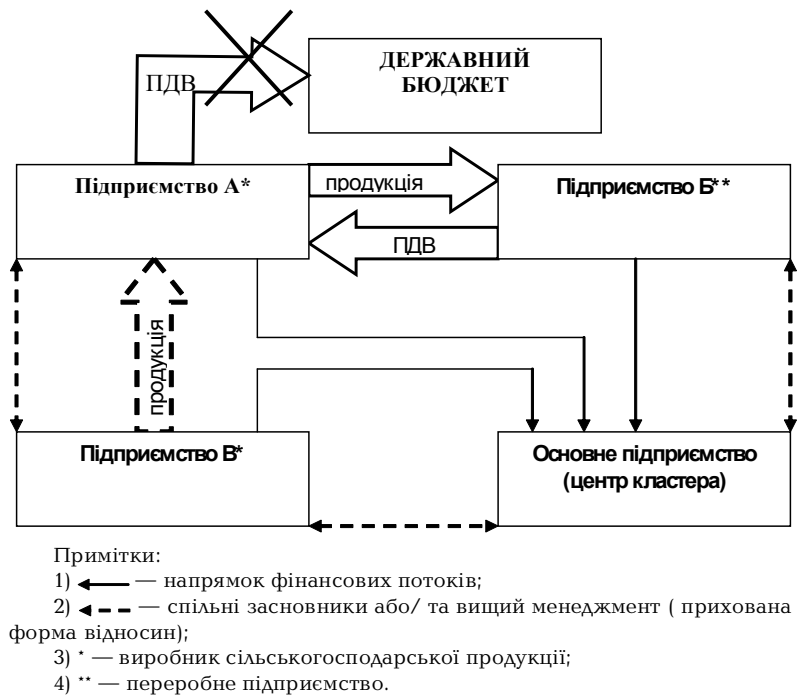 ПДВ
ДЕРЖАВНИЙ
БЮДЖЕТ
Підприємство А*
продукція
Підприємство Б**
ПДВ
продукція
Підприємство В*
Основне підприємство
(центр кластера)
Примітки:
1) — напрямок фінансових потоків;
2) — спільні засновники або/ та вищий менеджмент ( прихована
форма відносин);
3) * — виробник сільськогосподарської продукції;
4) ** — переробне підприємство.